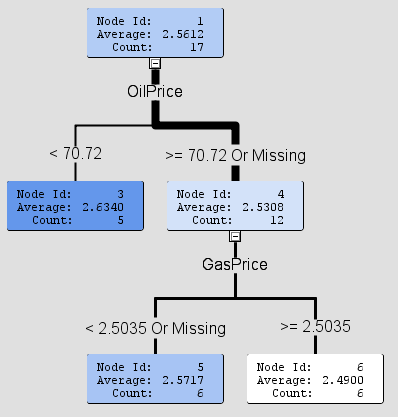 Node Id: 1
Average: 2.5612
Count: 17
OilPrice
< 70.72
>= 70.72 Or Missing
Node Id: 3
Average: 2.6340
Count: 5
Node Id: 4
Average: 2.5308
Count: 12
GasPrice
< 2.5035 Or Missing
>= 2.5035
Node Id: 5
Average: 2.5717
Count: 6
Node Id: 6
Average: 2.4900
Count: 6